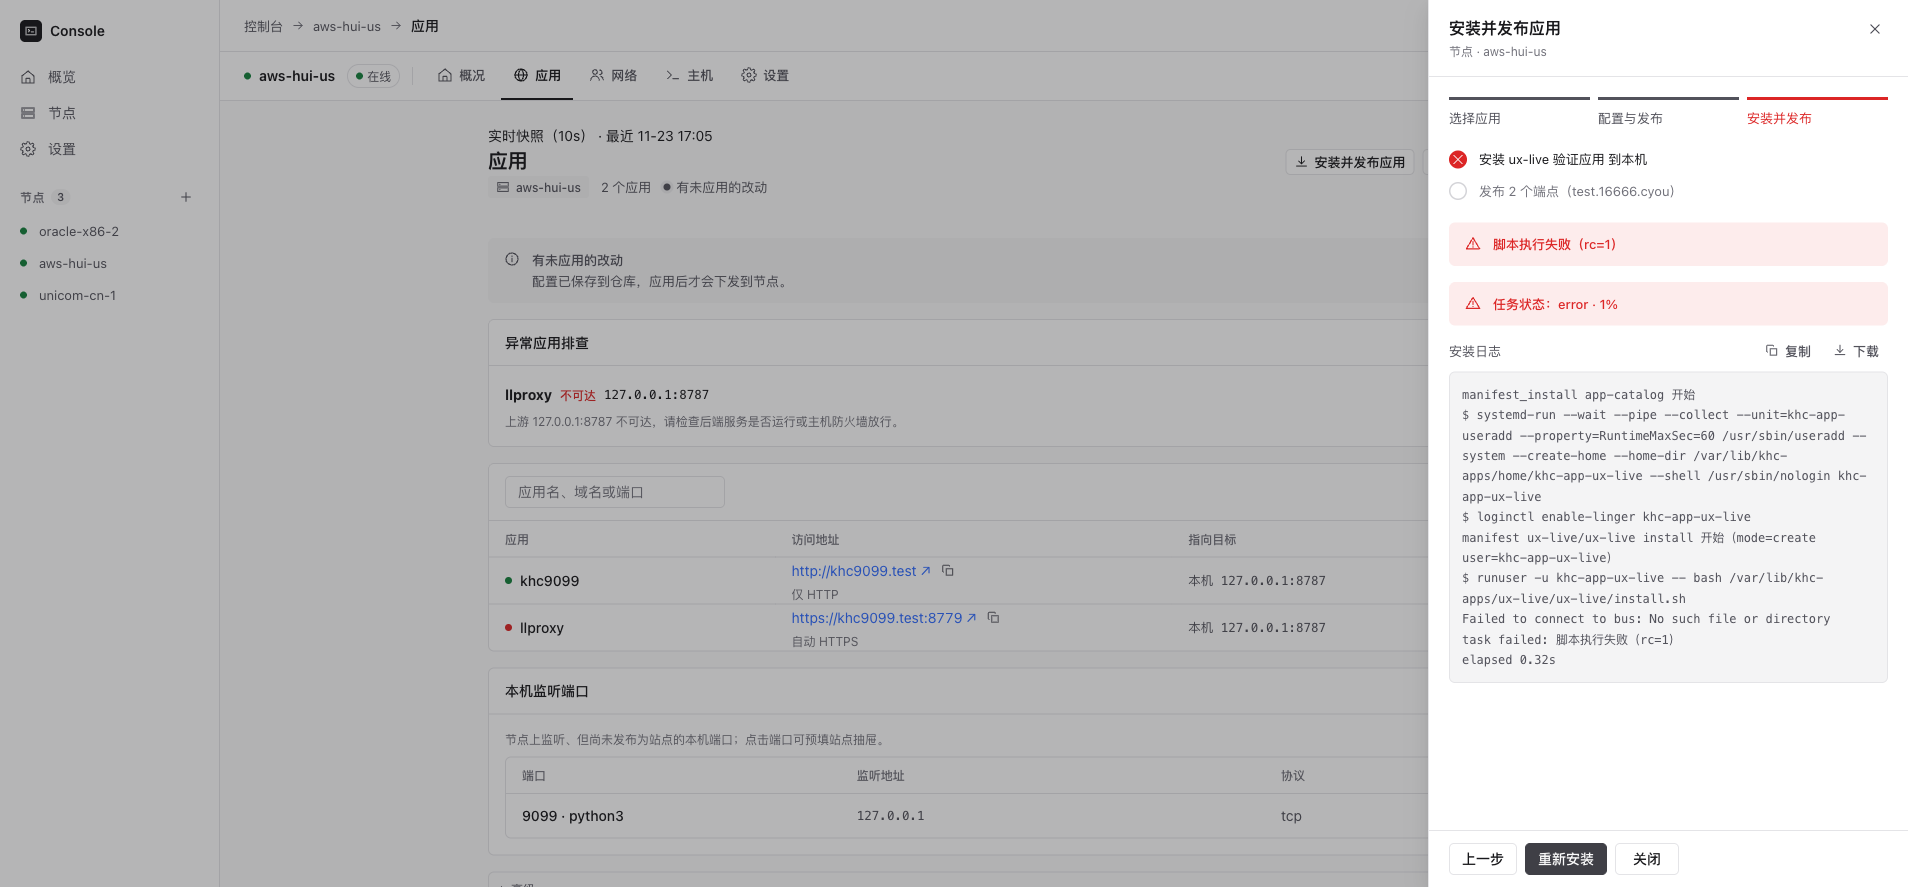 Console
概览
节点
设置
节点 3
oracle-x86-2
aws-hui-us
unicom-cn-1
控制台 → aws-hui-us → 应用
aws-hui-us 在线 概况 应用 网络 主机 设置
实时快照（10s） · 最近 11-23 17:05
应用
安装并发布应用
aws-hui-us 2 个应用 有未应用的改动
有未应用的改动
配置已保存到仓库，应用后才会下发到节点。
异常应用排查
llproxy 不可达 127.0.0.1:8787
上游 127.0.0.1:8787 不可达，请检查后端服务是否运行或主机防火墙放行。
应用名、域名或端口
应用 访问地址 指向目标
khc9099 http://khc9099.test ↗ 本机 127.0.0.1:8787
仅 HTTP
llproxy https://khc9099.test:8779 ↗ 本机 127.0.0.1:8787
自动 HTTPS
本机监听端口
节点上监听、但尚未发布为站点的本机端口；点击端口可预填站点抽屉。
端口 监听地址 协议
9099 · python3 127.0.0.1 tcp
安装并发布应用
节点 · aws-hui-us
选择应用 配置与发布 安装并发布
安装 ux-live 验证应用 到本机
发布 2 个端点（test.16666.cyou）
脚本执行失败（rc=1）
任务状态：error · 1%
安装日志 复制 下载
manifest_install app-catalog 开始
$ systemd-run --wait --pipe --collect --unit=khc-app-
useradd --property=RuntimeMaxSec=60 /usr/sbin/useradd --
system --create-home --home-dir /var/lib/khc-
apps/home/khc-app-ux-live --shell /usr/sbin/nologin khc-
app-ux-live
$ loginctl enable-linger khc-app-ux-live
manifest ux-live/ux-live install 开始（mode=create
user=khc-app-ux-live）
$ runuser -u khc-app-ux-live -- bash /var/lib/khc-
apps/ux-live/ux-live/install.sh
Failed to connect to bus: No such file or directory
task failed: 脚本执行失败（rc=1）
elapsed 0.32s
上一步 重新安装 关闭